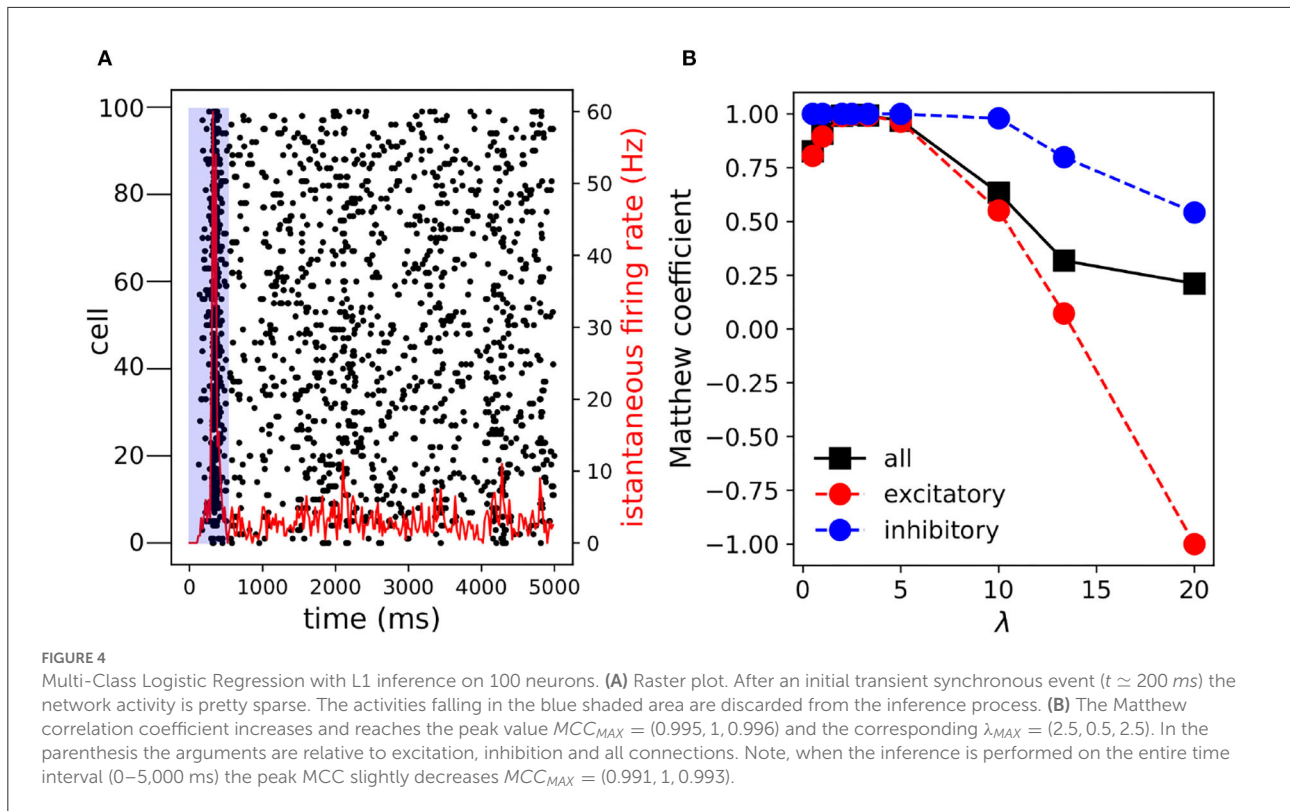 A
B
100
80
60
40
20
0
cell
0
1000
2000
3000
4000
5000
time (ms)
60
50
40
30
20
10
0
istantaneous firing rate (Hz)
1.00
0.75
0.50
0.25
0.00
−0.25
−0.50
−0.75
−1.00
Matthew coefficient
all
excitatory
inhibitory
0
5
10
15
20
λ
FIGURE 4
Multi-Class Logistic Regression with L1 inference on 100 neurons. (A) Raster plot. After an initial transient synchronous event (t ≃ 200 ms) the
network activity is pretty sparse. The activities falling in the blue shaded area are discarded from the inference process. (B) The Matthew
correlation coefficient increases and reaches the peak value MCC_MAX = (0.995, 1, 0.996) and the corresponding λ_MAX = (2.5, 0.5, 2.5). In the
parenthesis the arguments are relative to excitation, inhibition and all connections. Note, when the inference is performed on the entire time
interval (0–5,000 ms) the peak MCC slightly decreases MCC_MAX = (0.991, 1, 0.993).